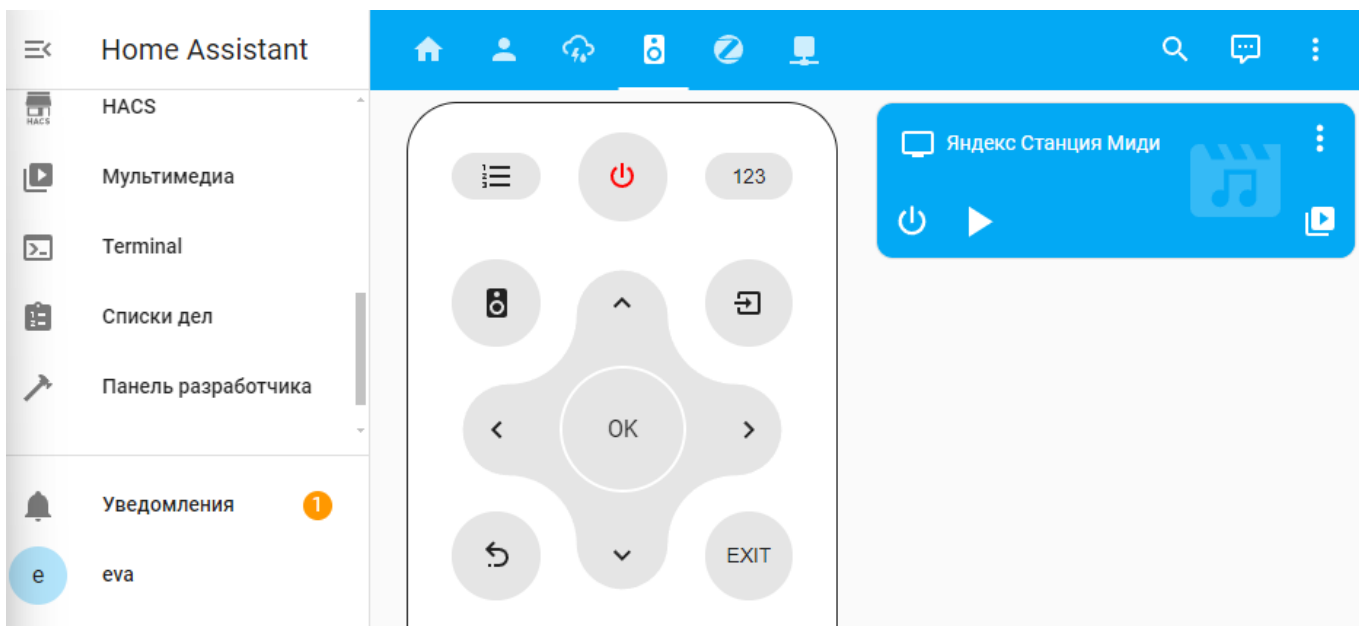 Home Assistant
HACS
HACS
Мультимедиа
Terminal
Списки дел
Панель разработчика
Уведомления
1
e
eva
123
OK
EXIT
Яндекс Станция Миди